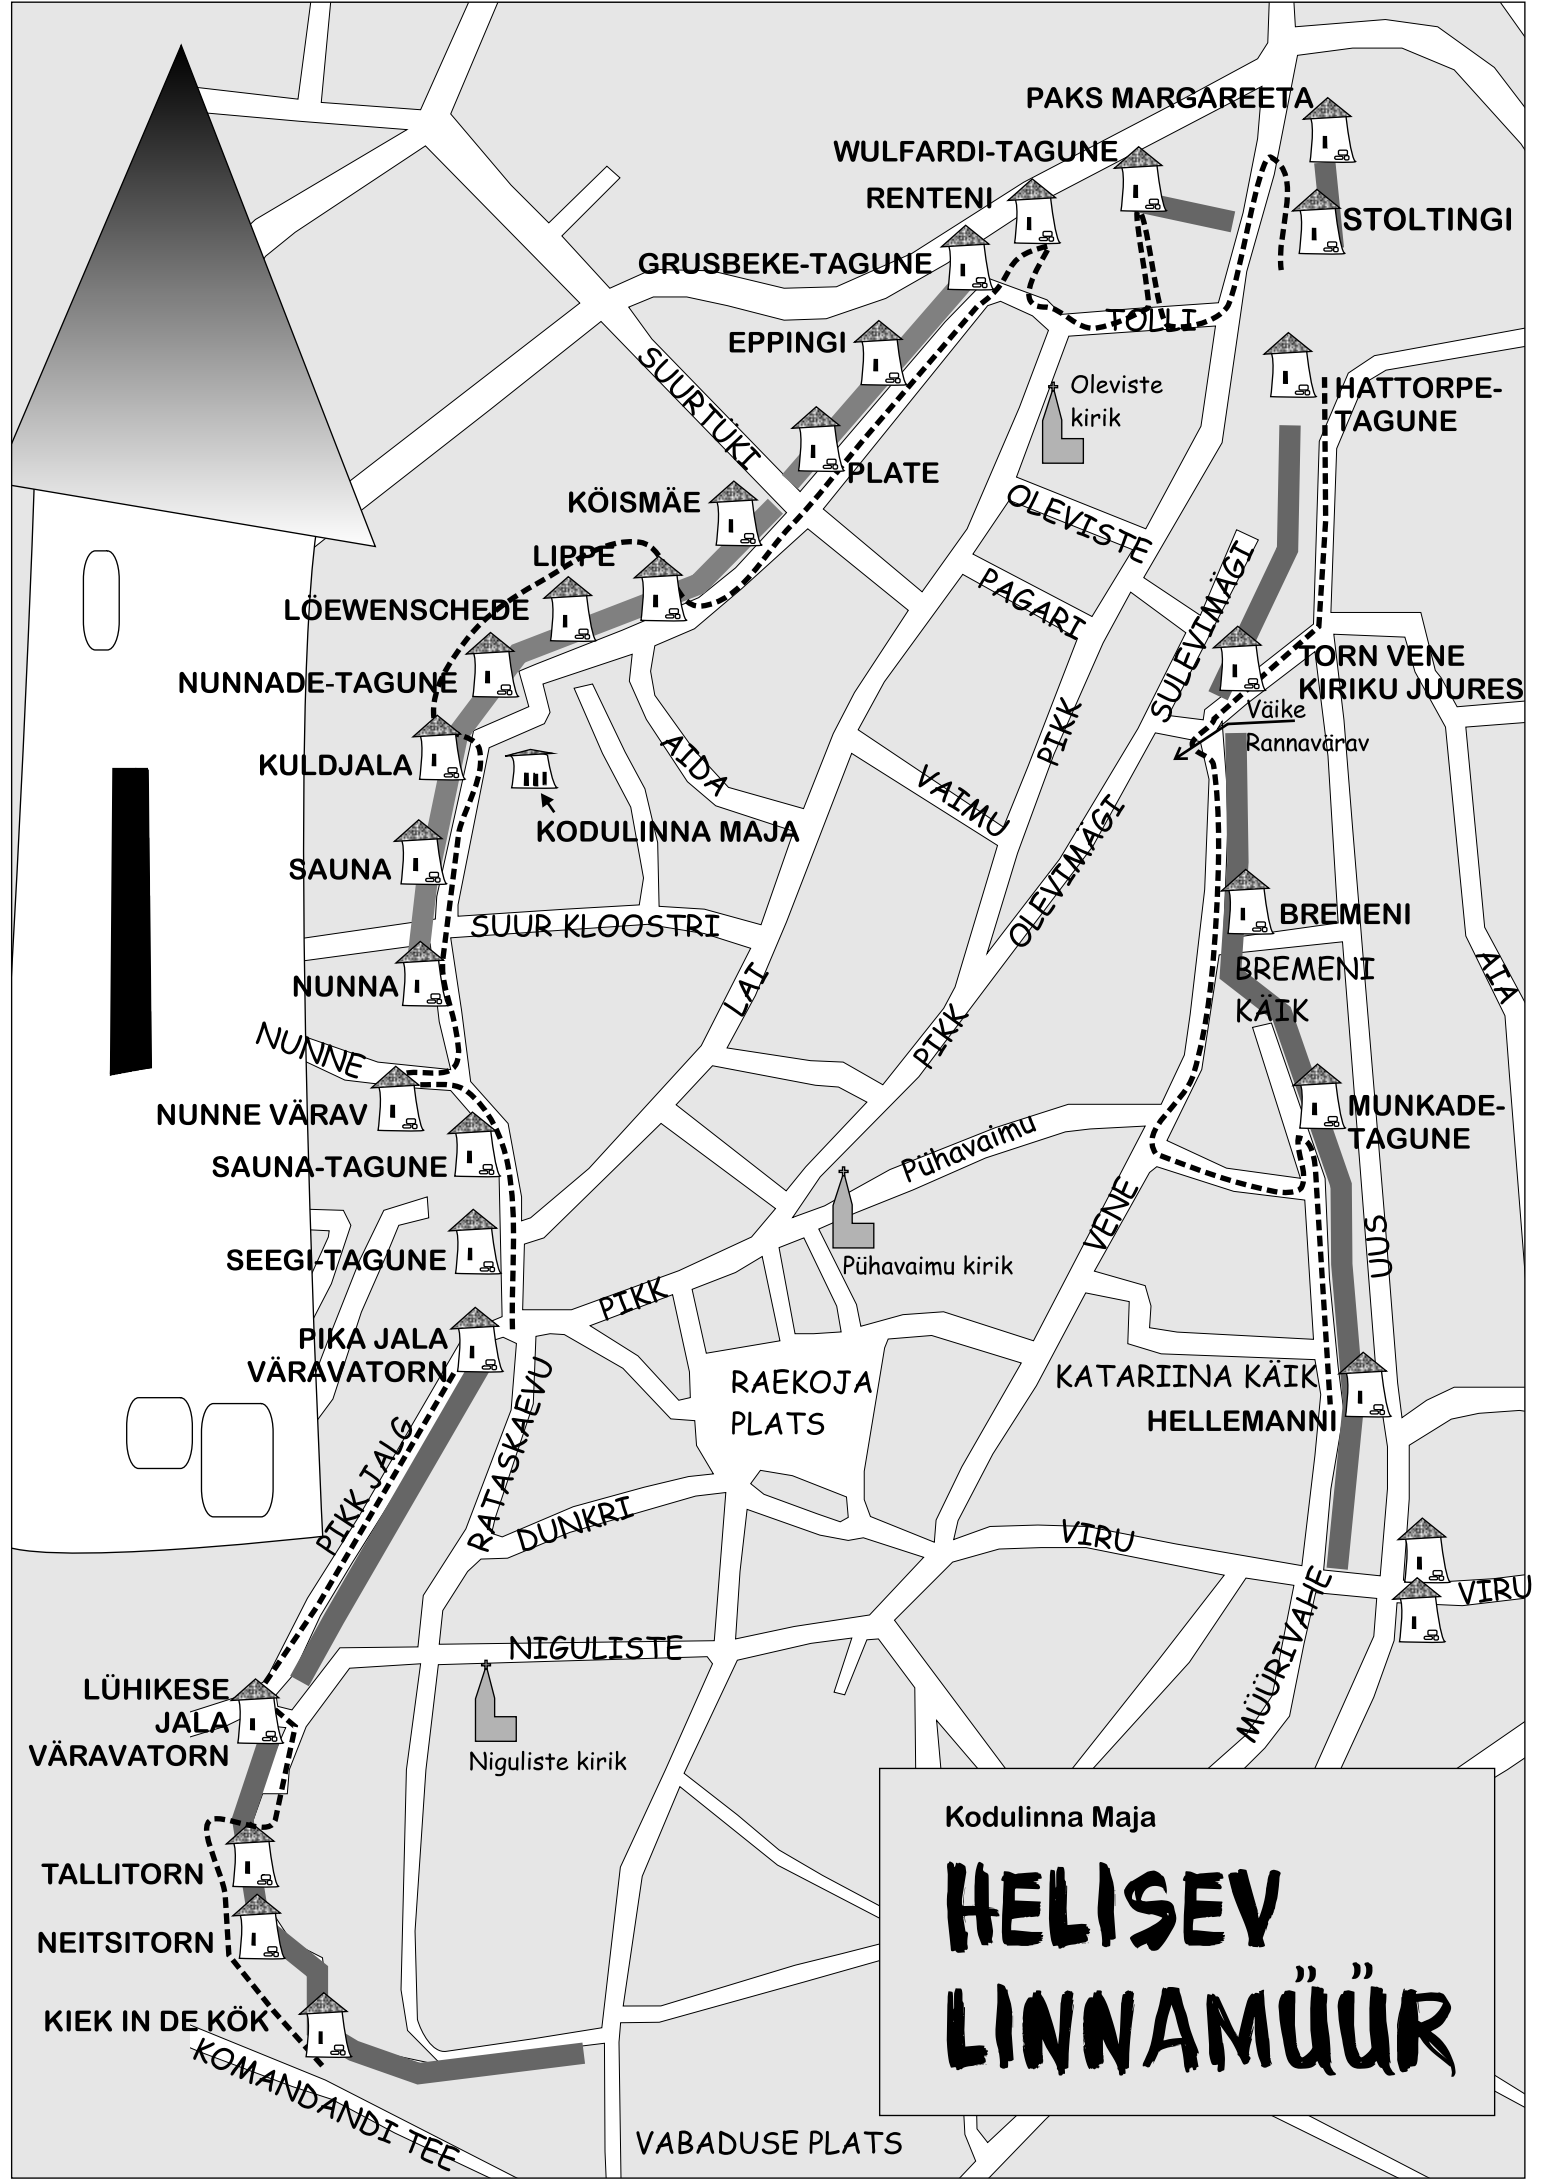 PAKS MARGAREETA
WULFARDI-TAGUNE
RENTENI
STOLTINGI
GRUSBEKE-TAGUNE
TOLLI
EPPINGI
SUURTÜKI
Oleviste
kirik
HATTORPE-
TAGUNE
PLATE
KÖISMÄE
OLEVISTE
LIPPE
PAGARI
SULEVIMÄGI
LÖEWENSCHEDE
NUNNADE-TAGUNE
TORN VENE
KIRIKU JUURES
Väike
Rannavärav
PIKK
KULDJALA
AIDA
VAIMU
KODULINNA MAJA
OLEVIMÄGI
SAUNA
SUUR KLOOSTRI
BREMENI
BREMENI
KÄIK
AIA
NUNNA
LAI
NUNNE
PIKK
NUNNE VÄRAV
MUNKADE-
TAGUNE
SAUNA-TAGUNE
Pühavaimu
VENE
UUS
SEEGI-TAGUNE
Pühavaimu kirik
PIKK
PIKA JALA
VÄRAVATORN
RAEKOJA
PLATS
KATARIINA KÄIK
HELLEMANNI
PIKK JALG
RATASKAEVU
DUNKRI
VIRU
VIRU
MÜÜRIVAHE
NIGULISTE
LÜHIKESE
JALA
VÄRAVATORN
Niguliste kirik
TALLITORN
NEITSITORN
KIEK IN DE KÖK
KOMANDANDI TEE
VABADUSE PLATS
Kodulinna Maja
HELISEV
LINNAMÜÜR